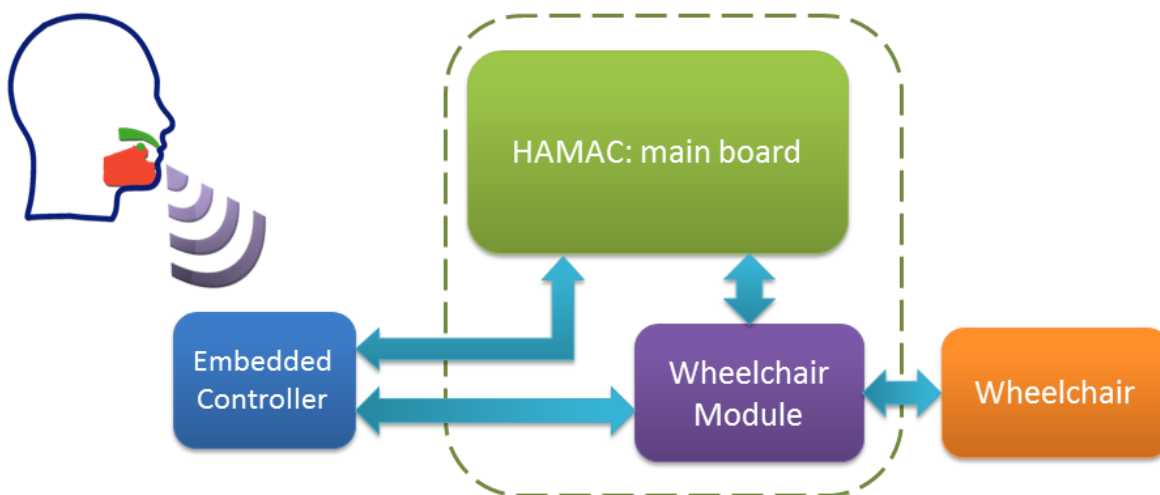 HAMAC: main board
Embedded
Controller
Wheelchair
Module
Wheelchair